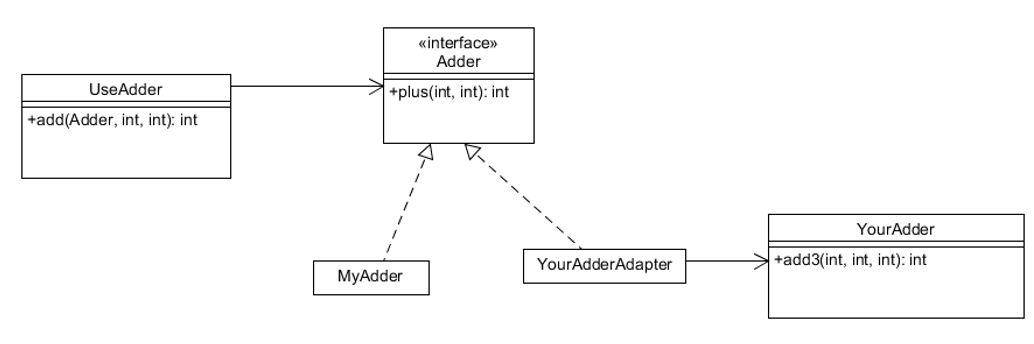 «interface»
Adder
+plus(int, int): int
UseAdder
+add(Adder, int, int): int
MyAdder
YourAdderAdapter
YourAdder
+add3(int, int, int): int